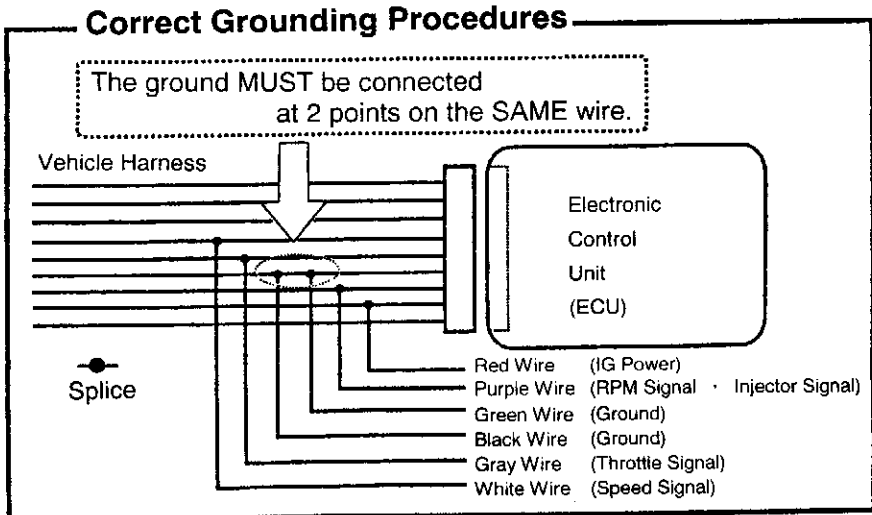 Correct Grounding Procedures
The ground MUST be connected
at 2 points on the SAME wire.
Vehicle Harness
Electronic
Control
Unit
(ECU)
Splice
Red Wire (IG Power)
Purple Wire (RPM Signal · Injector Signal)
Green Wire (Ground)
Black Wire (Ground)
Gray Wire (Throttle Signal)
White Wire (Speed Signal)